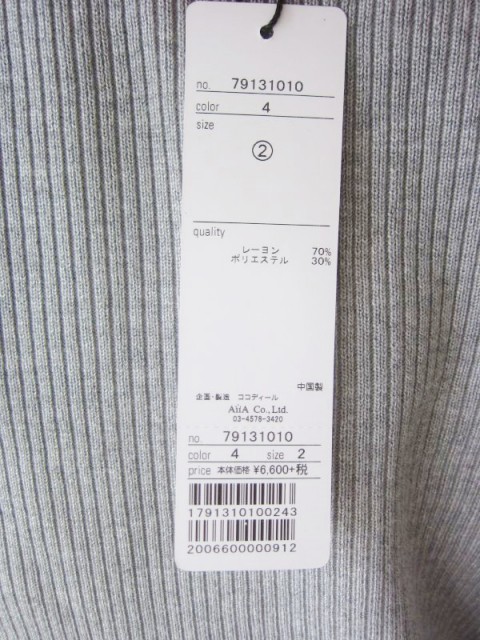 no. 79131010
color 4
size
②
quality
レーヨン 70%
ポリエステル 30%
中国製
企画・製造 ココディール
AiiA Co.,Ltd.
03-4578-3420
no. 79131010
color 4 size 2
price 本体価格 ¥6,600+税
1791310100243
2006600000912